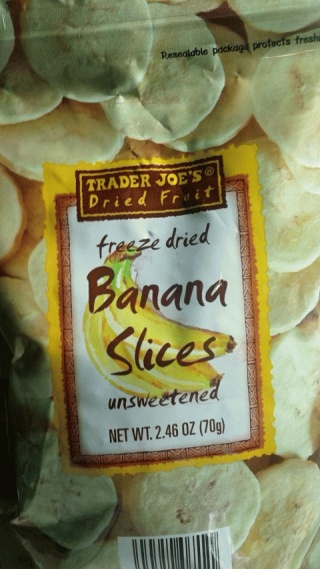 Resealable package protects fresh
TRADER JOE'S®
Dried Fruit
freeze dried
Banana
Slices
unsweetened
NET WT. 2.46 OZ (70g)